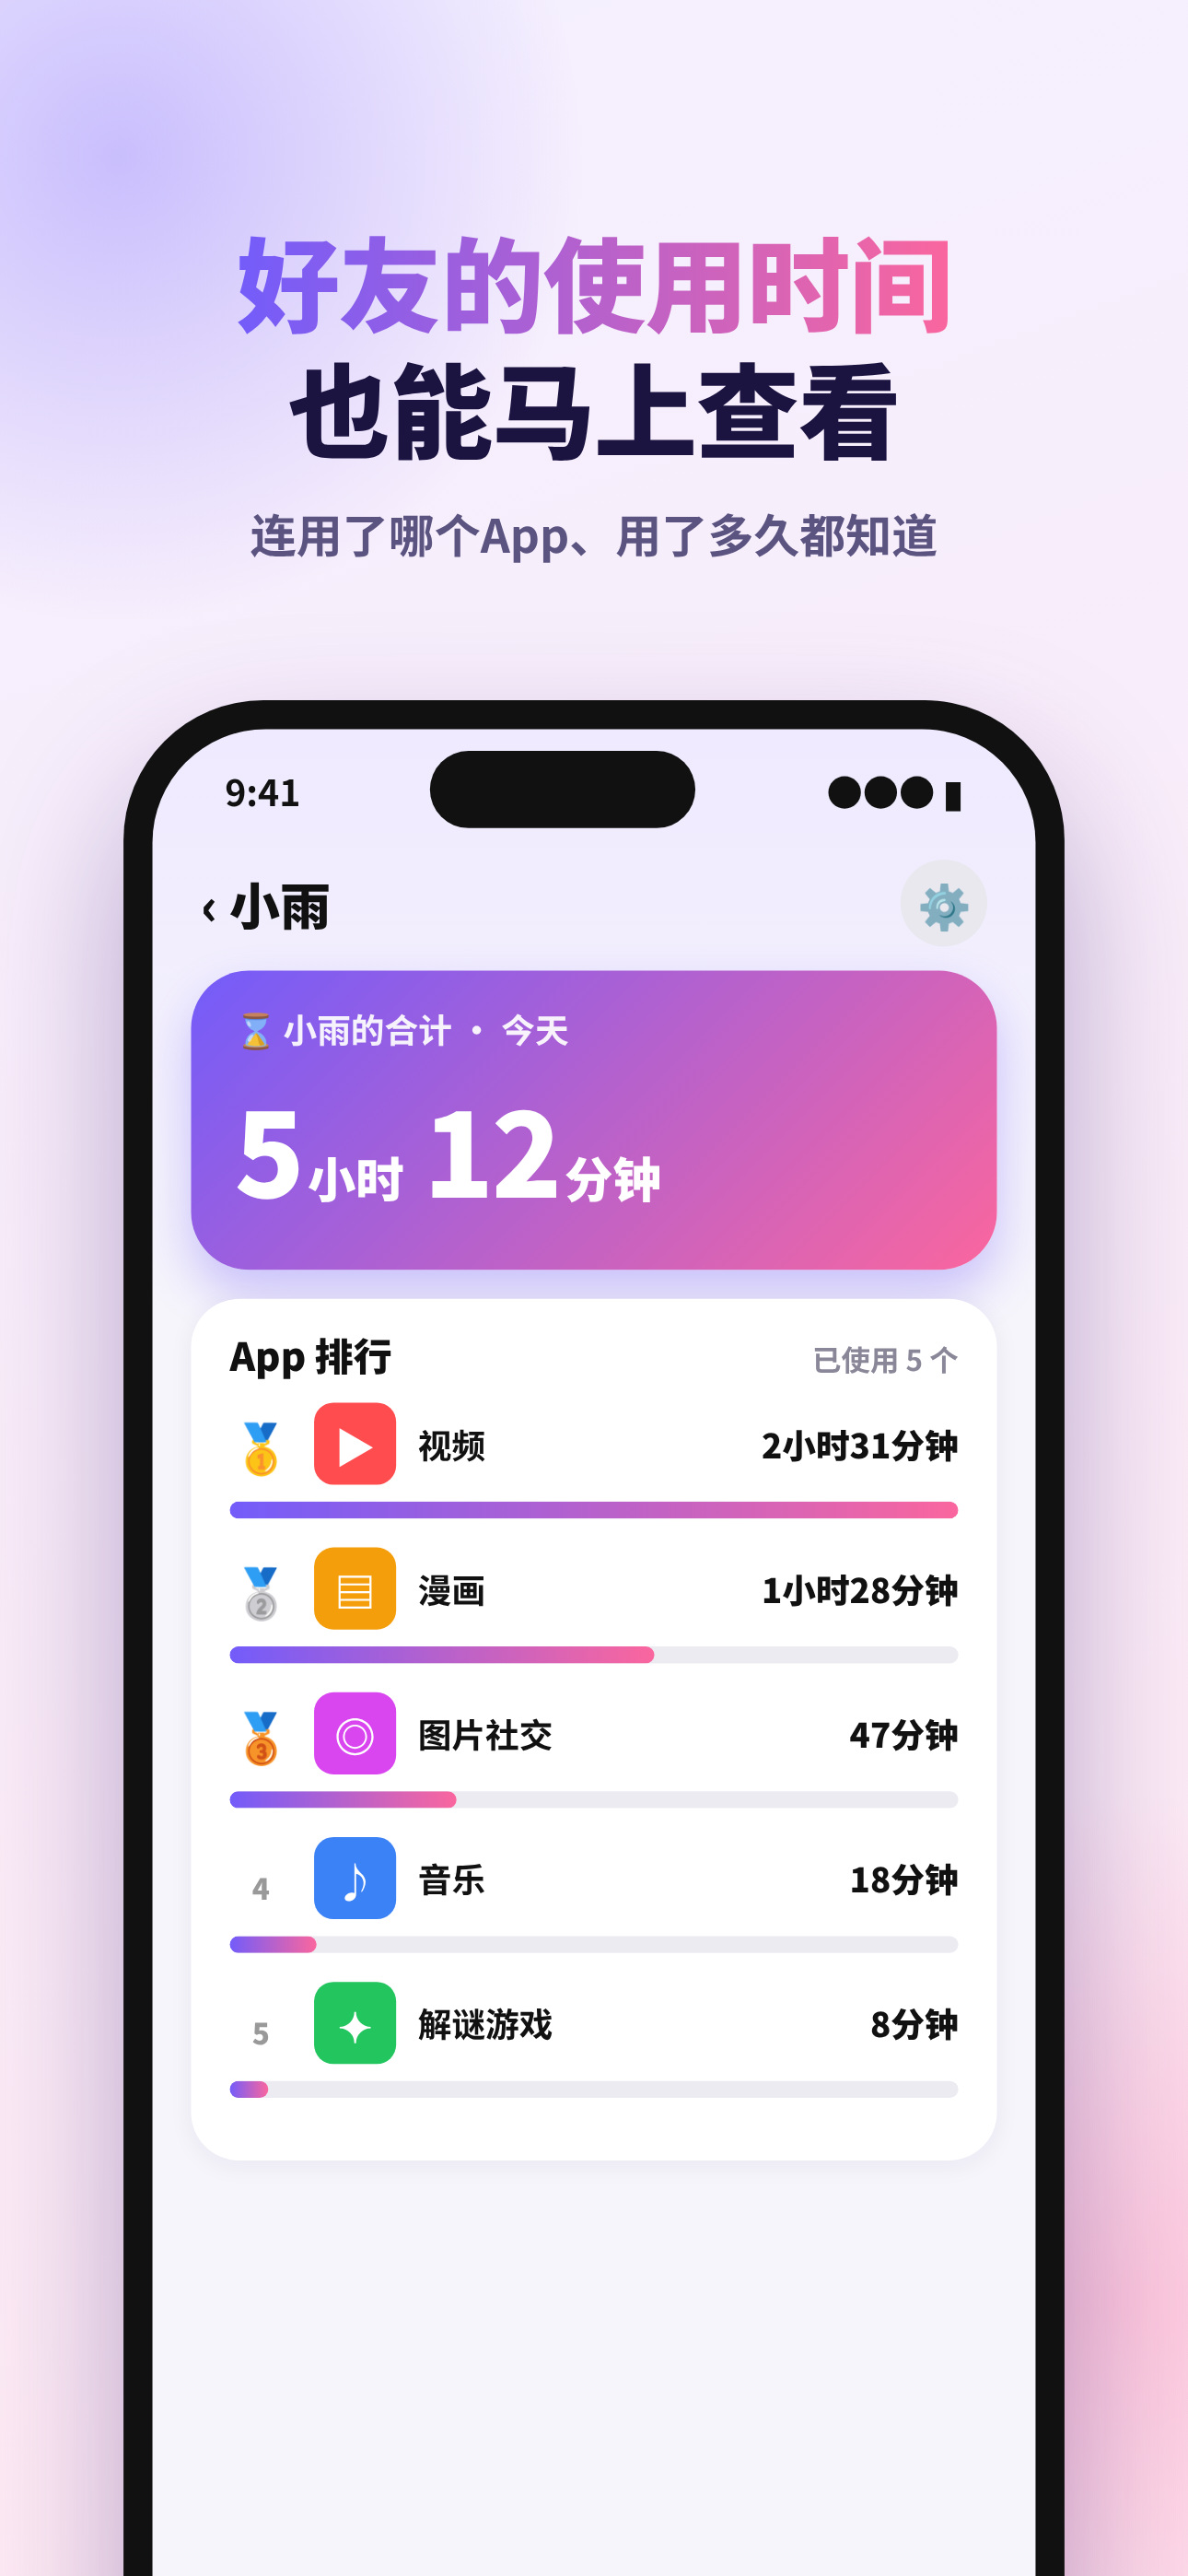 好友的使用时间
也能马上查看
连用了哪个App、用了多久都知道
9:41
‹ 小雨
⌛ 小雨的合计 · 今天
5小时 12分钟
App 排行 已使用 5 个
1 视频 2小时31分钟
2 漫画 1小时28分钟
3 图片社交 47分钟
4 音乐 18分钟
5 解谜游戏 8分钟